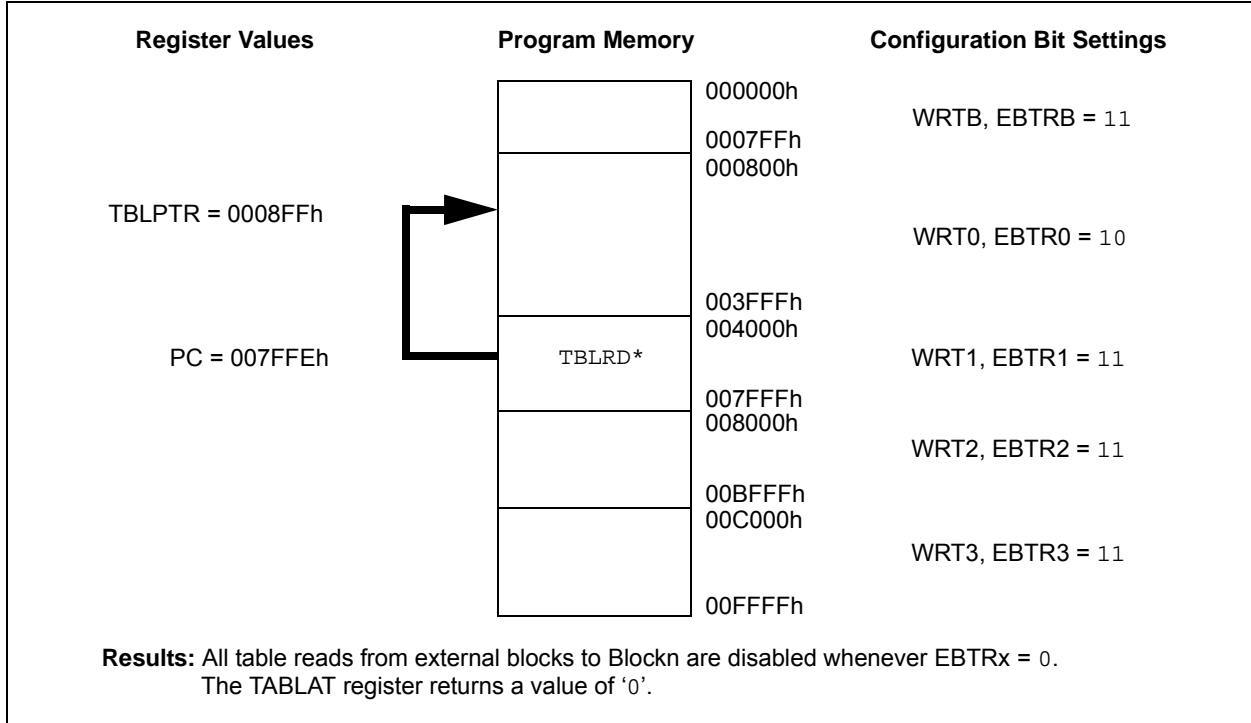 Register Values Program Memory Configuration Bit Settings
000000h
WRTB, EBTRB = 11
0007FFh
000800h
TBLPTR = 0008FFh
WRT0, EBTR0 = 10
003FFFh
004000h
PC = 007FFEh TBLRD* WRT1, EBTR1 = 11
007FFFh
008000h
WRT2, EBTR2 = 11
00BFFFh
00C000h
WRT3, EBTR3 = 11
00FFFFh
Results: All table reads from external blocks to Blockn are disabled whenever EBTRx = 0.
The TABLAT register returns a value of ‘0’.